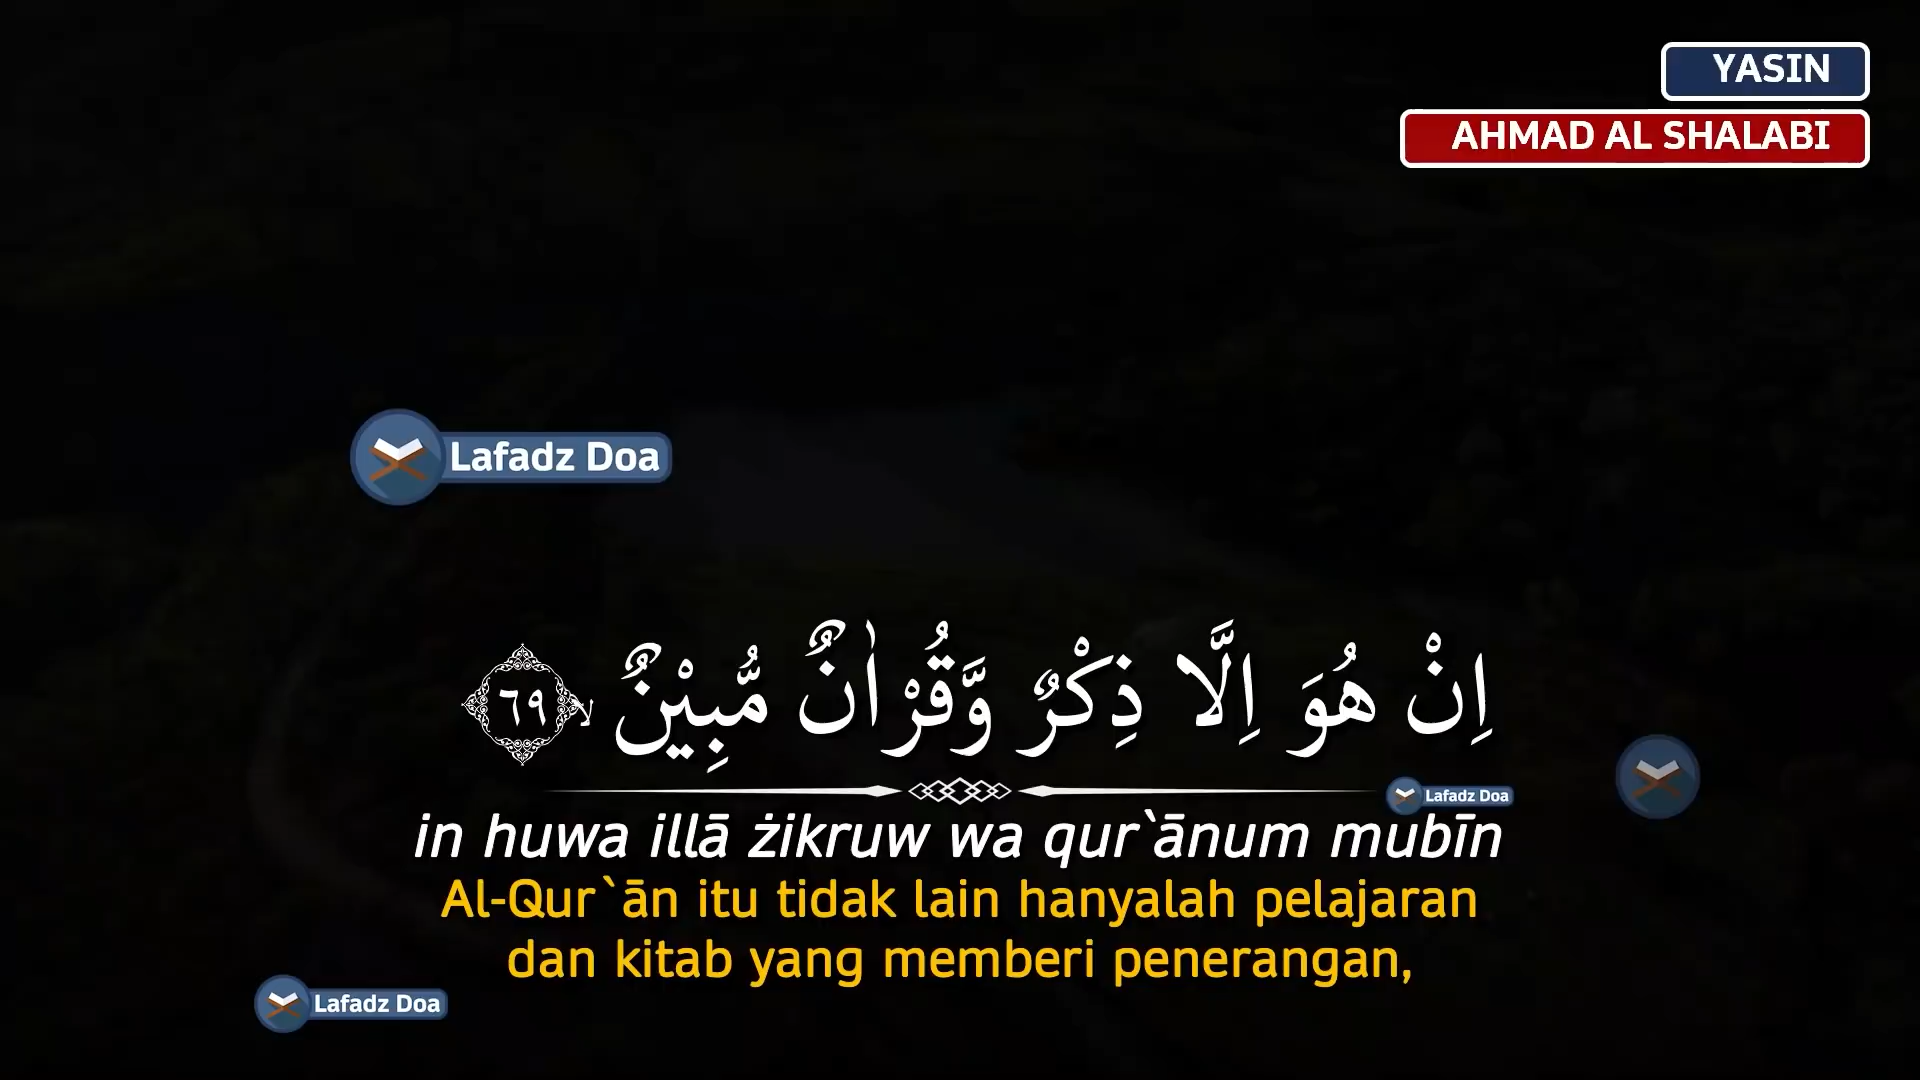 YASIN
AHMAD AL SHALABI
Lafadz Doa
اِنْ هُوَ اِلَّا ذِكْرٌ وَّقُرْاٰنٌ مُّبِيْنٌۙ ٦٩
Lafadz Doa
in huwa illā żikruw wa qur`ānum mubīn
Al-Qur`ān itu tidak lain hanyalah pelajaran
dan kitab yang memberi penerangan,
Lafadz Doa